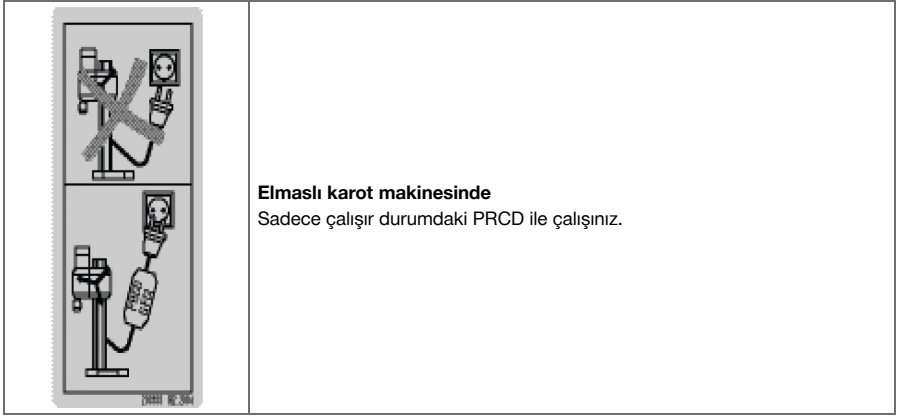 Elmaslı karot makinesinde
Sadece çalışır durumdaki PRCD ile çalışınız.